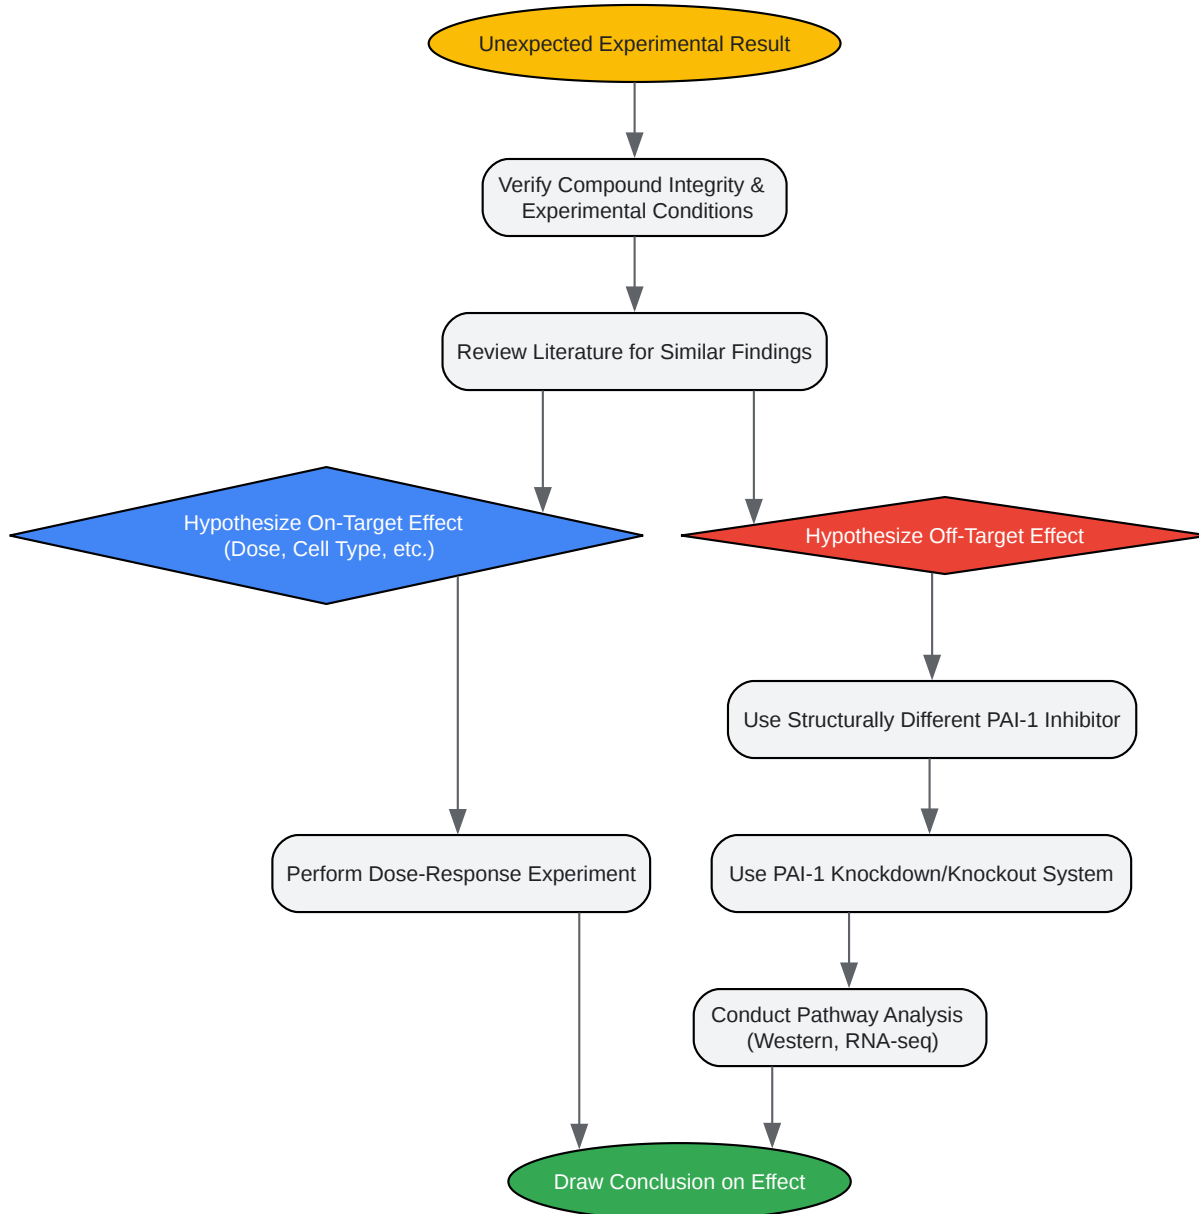 Unexpected Experimental Result
Verify Compound Integrity &
Experimental Conditions
Review Literature for Similar Findings
Hypothesize On-Target Effect
(Dose, Cell Type, etc.)
Hypothesize Off-Target Effect
Use Structurally Different PAI-1 Inhibitor
Perform Dose-Response Experiment
Use PAI-1 Knockdown/Knockout System
Conduct Pathway Analysis
(Western, RNA-seq)
Draw Conclusion on Effect